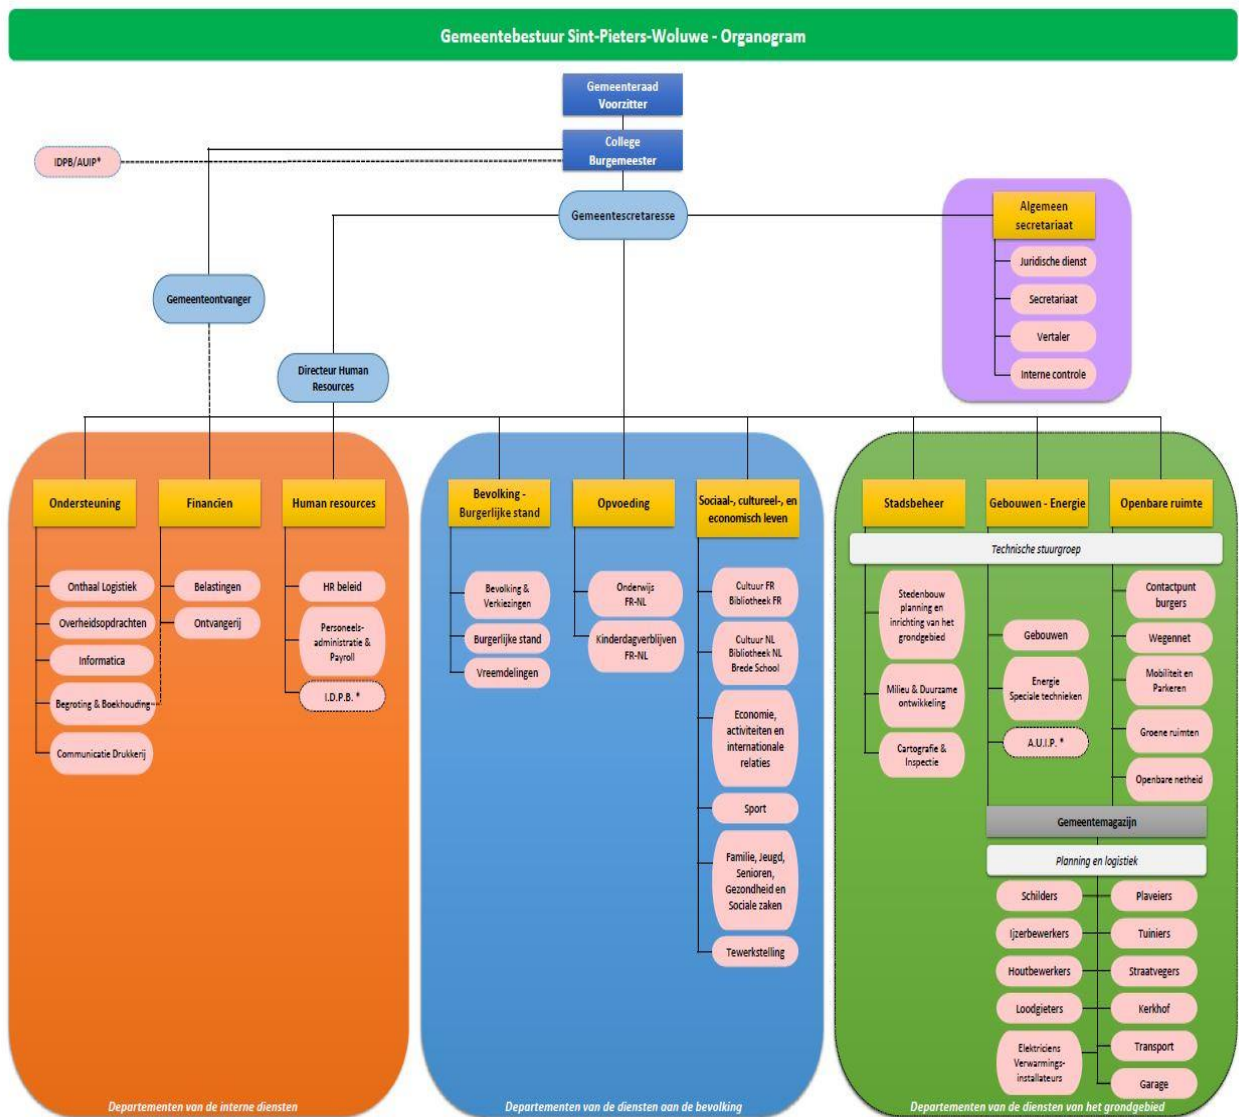 Gemeentebestuur Sint-Pieters-Woluwe - Organogram
Gemeenteraad
Voorzitter
College
Burgemeester
IDPB/AUIP*
Gemeentescretaresse
Algemeen
secretariaat
Juridische dienst
Secretariaat
Vertaler
Interne controle
Gemeenteontvanger
Directeur Human
Resources
Ondersteuning
Onthaal Logistiek
Overheidsopdrachten
Informatica
Begroting & Boekhouding
Communicatie Drukkerij
Financïen
Belastingen
Ontvangerij
Human resources
HR beleid
Personeels-
administratie &
Payroll
I.D.P.B. *
Departementen van de interne diensten
Bevolking -
Burgerlijke stand
Bevolking &
Verkiezingen
Burgerlijke stand
Vreemdelingen
Opvoeding
Onderwijs
FR-NL
Kinderdagverblijven
FR-NL
Sociaal-, cultureel-, en
economisch leven
Cultuur FR
Bibliotheek FR
Cultuur NL
Bibliotheek NL
Brede School
Economie,
activiteiten en
internationale
relaties
Sport
Familie, Jeugd,
Senioren,
Gezondheid en
Sociale zaken
Tewerkstelling
Departementen van de diensten aan de bevolking
Stadsbeheer
Gebouwen - Energie
Openbare ruimte
Technische stuurgroep
Stedenbouw
planning en
inrichting van het
grondgebied
Milieu & Duurzame
ontwikkeling
Cartografie &
Inspectie
Gebouwen
Energie
Speciale technieken
A.U.I.P. *
Contactpunt
burgers
Wegennet
Mobiliteit en
Parkeren
Groene ruimten
Openbare netheid
Gemeentemagazijn
Planning en logistiek
Schilders
Ijzerbewerkers
Houtbewerkers
Loodgieters
Elektriciens
Verwarmings-
installateurs
Plaveiers
Tuiniers
Straatvegers
Kerkhof
Transport
Garage
Departementen van de diensten van het grondgebied